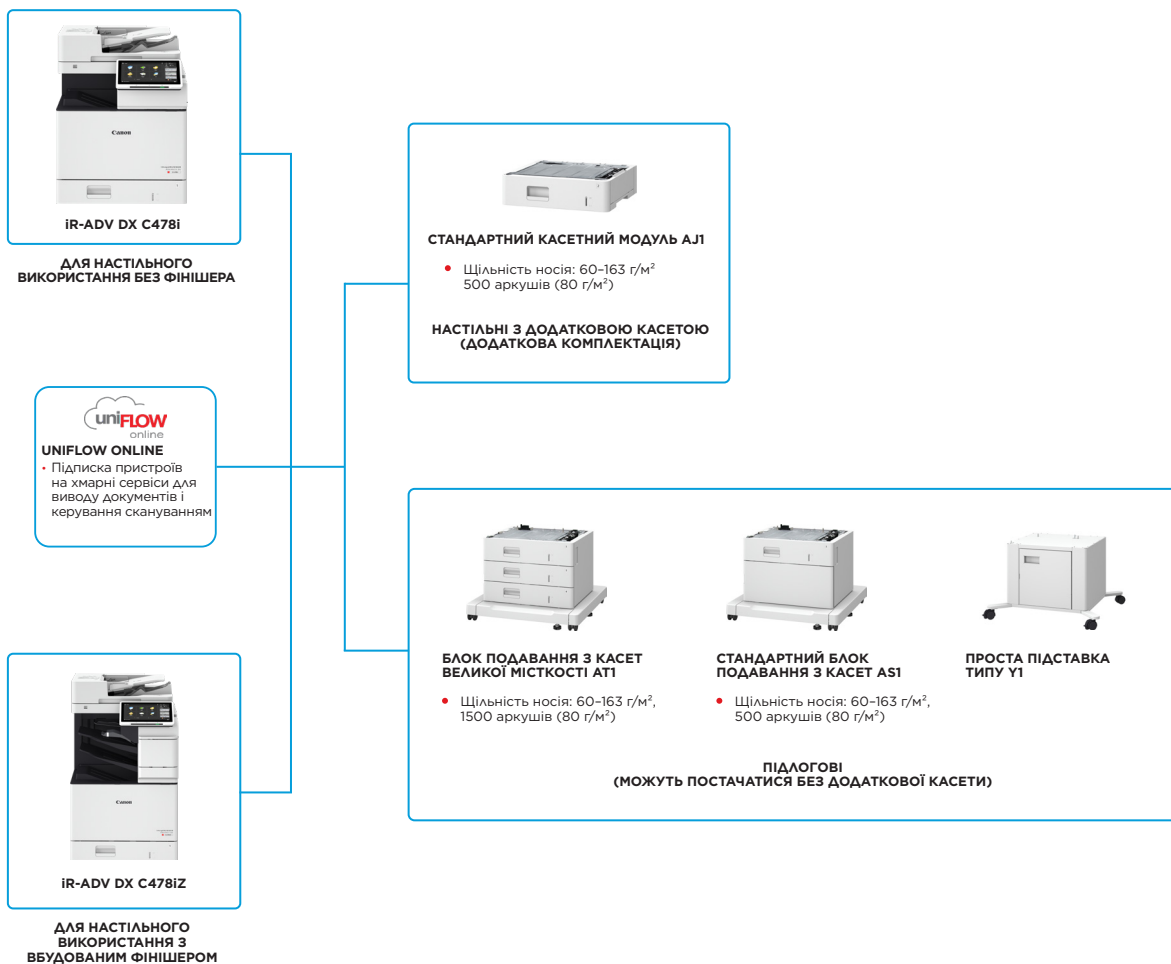 Canon
iR-ADV DX C478i
ДЛЯ НАСТІЛЬНОГО
ВИКОРИСТАННЯ БЕЗ ФІНІШЕРА
СТАНДАРТНИЙ КАСЕТНИЙ МОДУЛЬ AJ1
• Щільність носія: 60–163 г/м²
500 аркушів (80 г/м²)
НАСТІЛЬНІ З ДОДАТКОВОЮ КАСЕТОЮ
(ДОДАТКОВА КОМПЛЕКТАЦІЯ)
uniFLOW
online
UNIFLOW ONLINE
• Підписка пристроїв
на хмарні сервіси для
виводу документів і
керування скануванням
БЛОК ПОДАВАННЯ З КАСЕТ
ВЕЛИКОЇ МІСТКОСТІ AT1
• Щільність носія: 60–163 г/м²,
1500 аркушів (80 г/м²)
СТАНДАРТНИЙ БЛОК
ПОДАВАННЯ З КАСЕТ AS1
• Щільність носія: 60–163 г/м²,
500 аркушів (80 г/м²)
ПРОСТА ПІДСТАВКА
ТИПУ Y1
ПІДЛОГОВІ
(МОЖУТЬ ПОСТАЧАТИСЯ БЕЗ ДОДАТКОВОЇ КАСЕТИ)
Canon
iR-ADV DX C478iZ
ДЛЯ НАСТІЛЬНОГО
ВИКОРИСТАННЯ З
ВБУДОВАНИМ ФІНІШЕРОМ